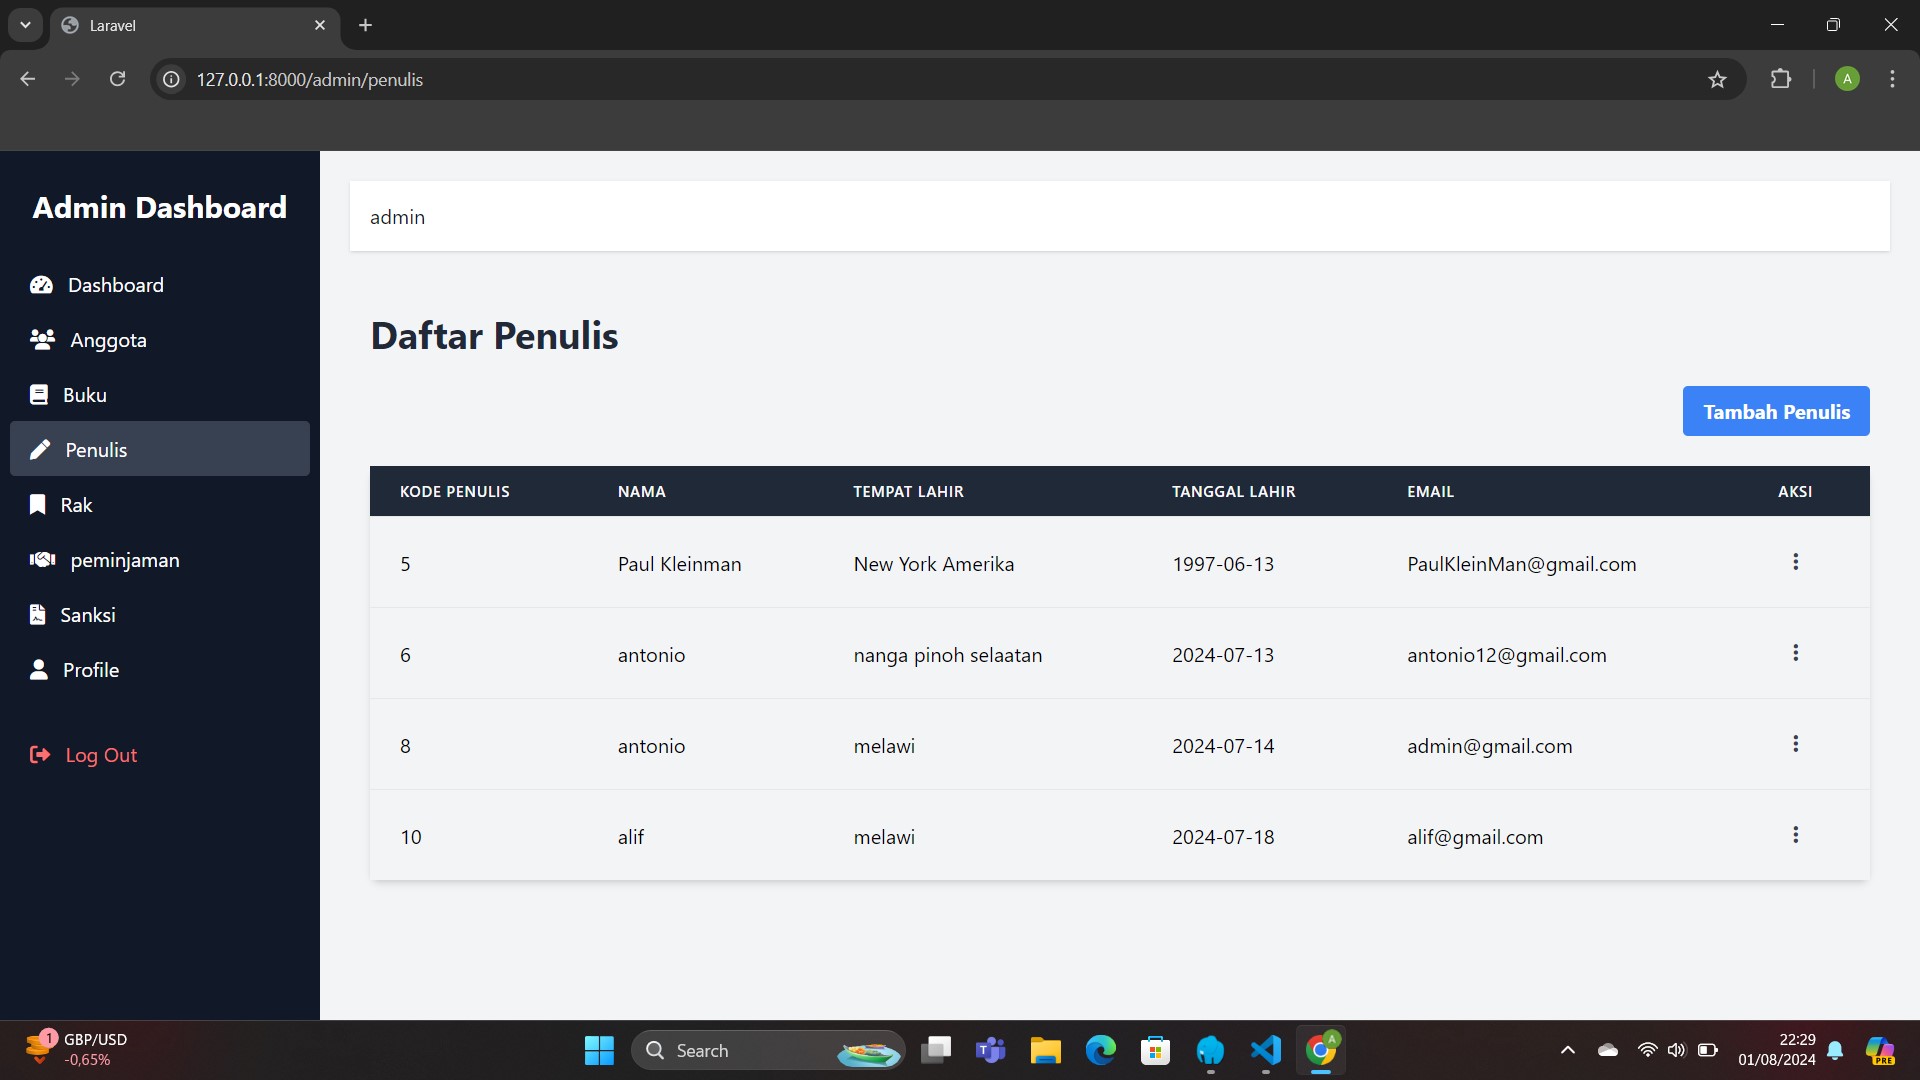 Laravel
127.0.0.1:8000/admin/penulis
A
Admin Dashboard
Dashboard
Anggota
Buku
Penulis
Rak
peminjaman
Sanksi
Profile
Log Out
admin
Daftar Penulis
Tambah Penulis
KODE PENULIS NAMA TEMPAT LAHIR TANGGAL LAHIR EMAIL AKSI
5 Paul Kleinman New York Amerika 1997-06-13 PaulKleinMan@gmail.com
6 antonio nanga pinoh selaatan 2024-07-13 antonio12@gmail.com
8 antonio melawi 2024-07-14 admin@gmail.com
10 alif melawi 2024-07-18 alif@gmail.com
1 GBP/USD
-0,65%
Search
A
22:29
01/08/2024
PRE